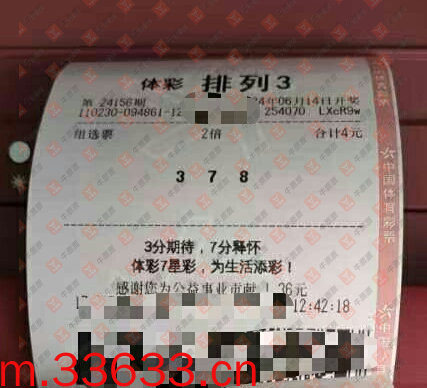 体彩 排列3
第 24156期 24年06月14日开奖
110230-094861-12 254070 LXcR9w
组选票 2倍 合计4元
3 7 8
3分期待，7分释怀
体彩7星彩，为生活添彩！
感谢您为公益事业贡献 1.36元
12:42:18
中国体育彩票
m.33633.cn